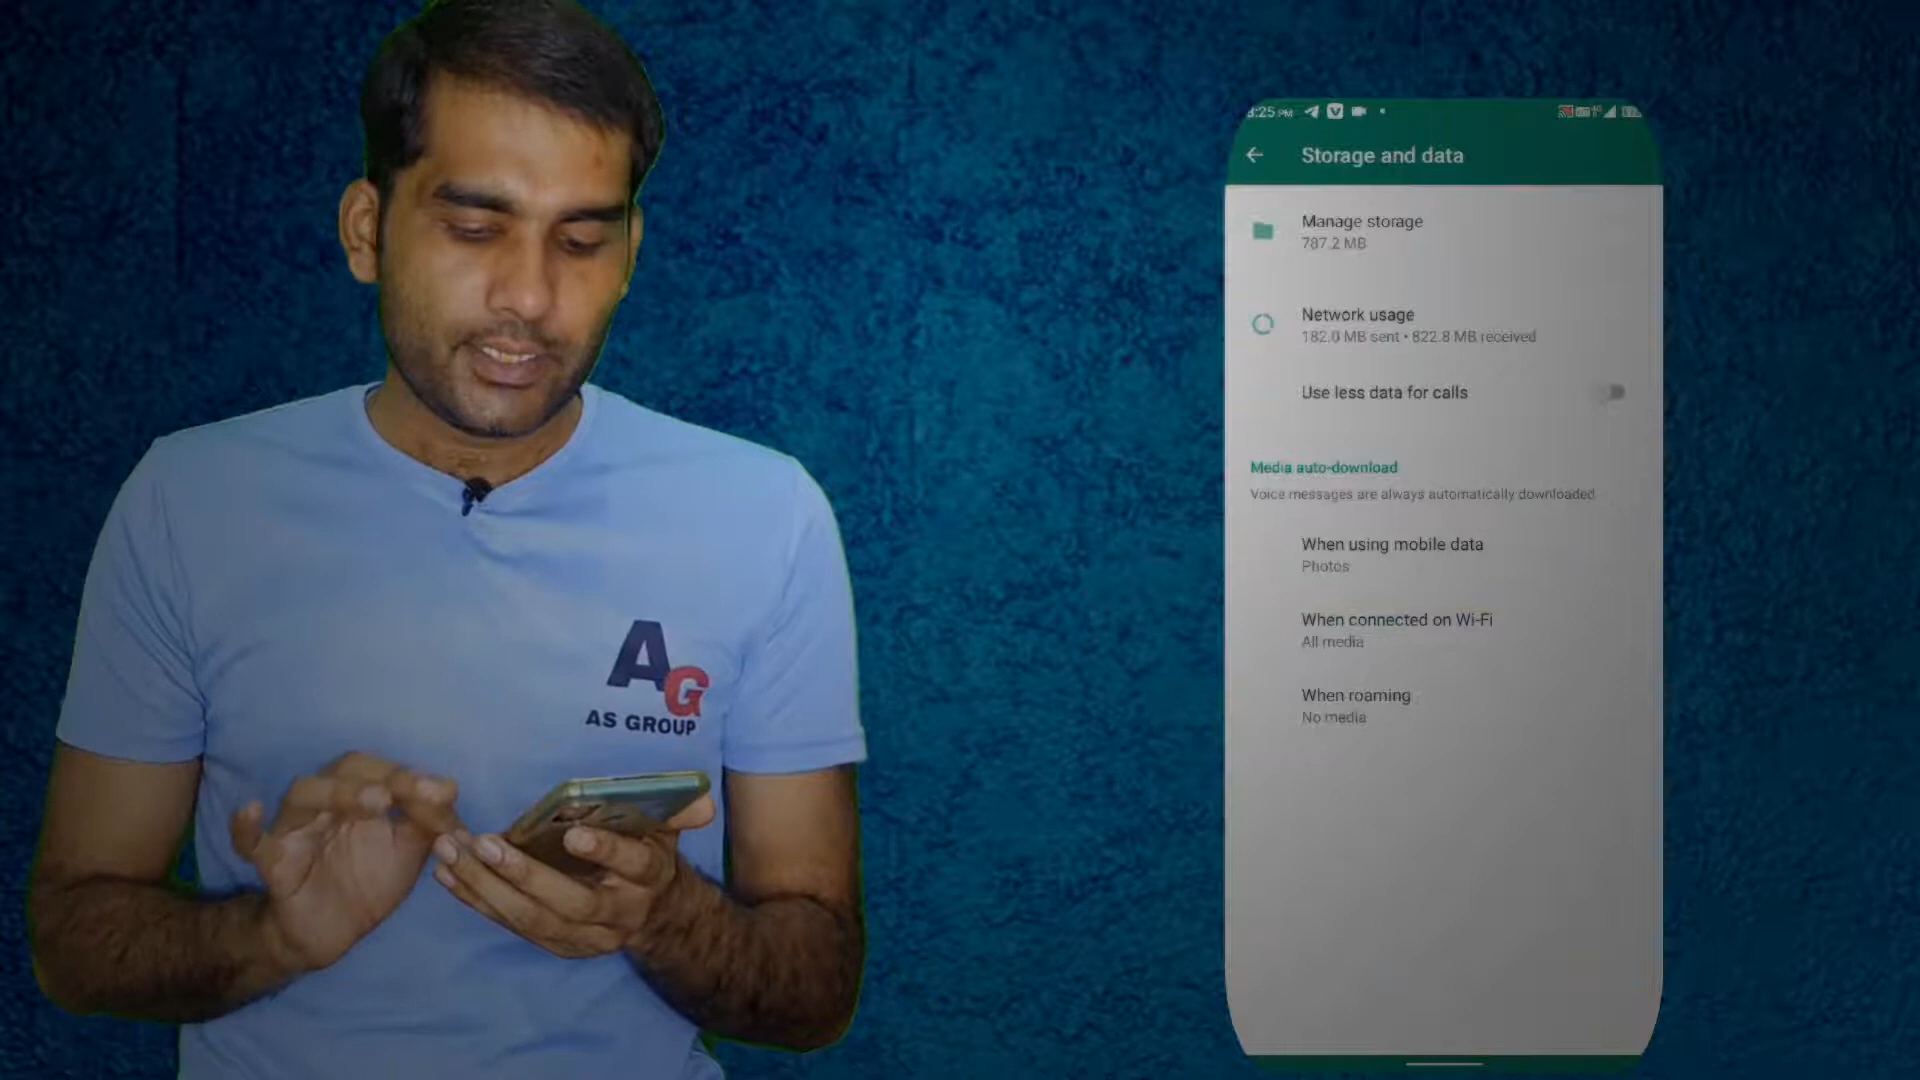 AG
AS GROUP
:25 PM
Storage and data
Manage storage
787.2 MB
Network usage
182.0 MB sent • 822.8 MB received
Use less data for calls
Media auto-download
Voice messages are always automatically downloaded
When using mobile data
Photos
When connected on Wi-Fi
All media
When roaming
No media